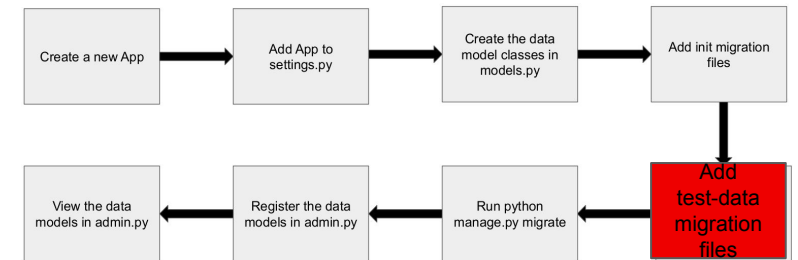 Create a new App
Add App to
settings.py
Create the data
model classes in
models.py
Add init migration
files
Add
test-data
migration
files
Run python
manage.py migrate
Register the data
models in admin.py
View the data
models in admin.py